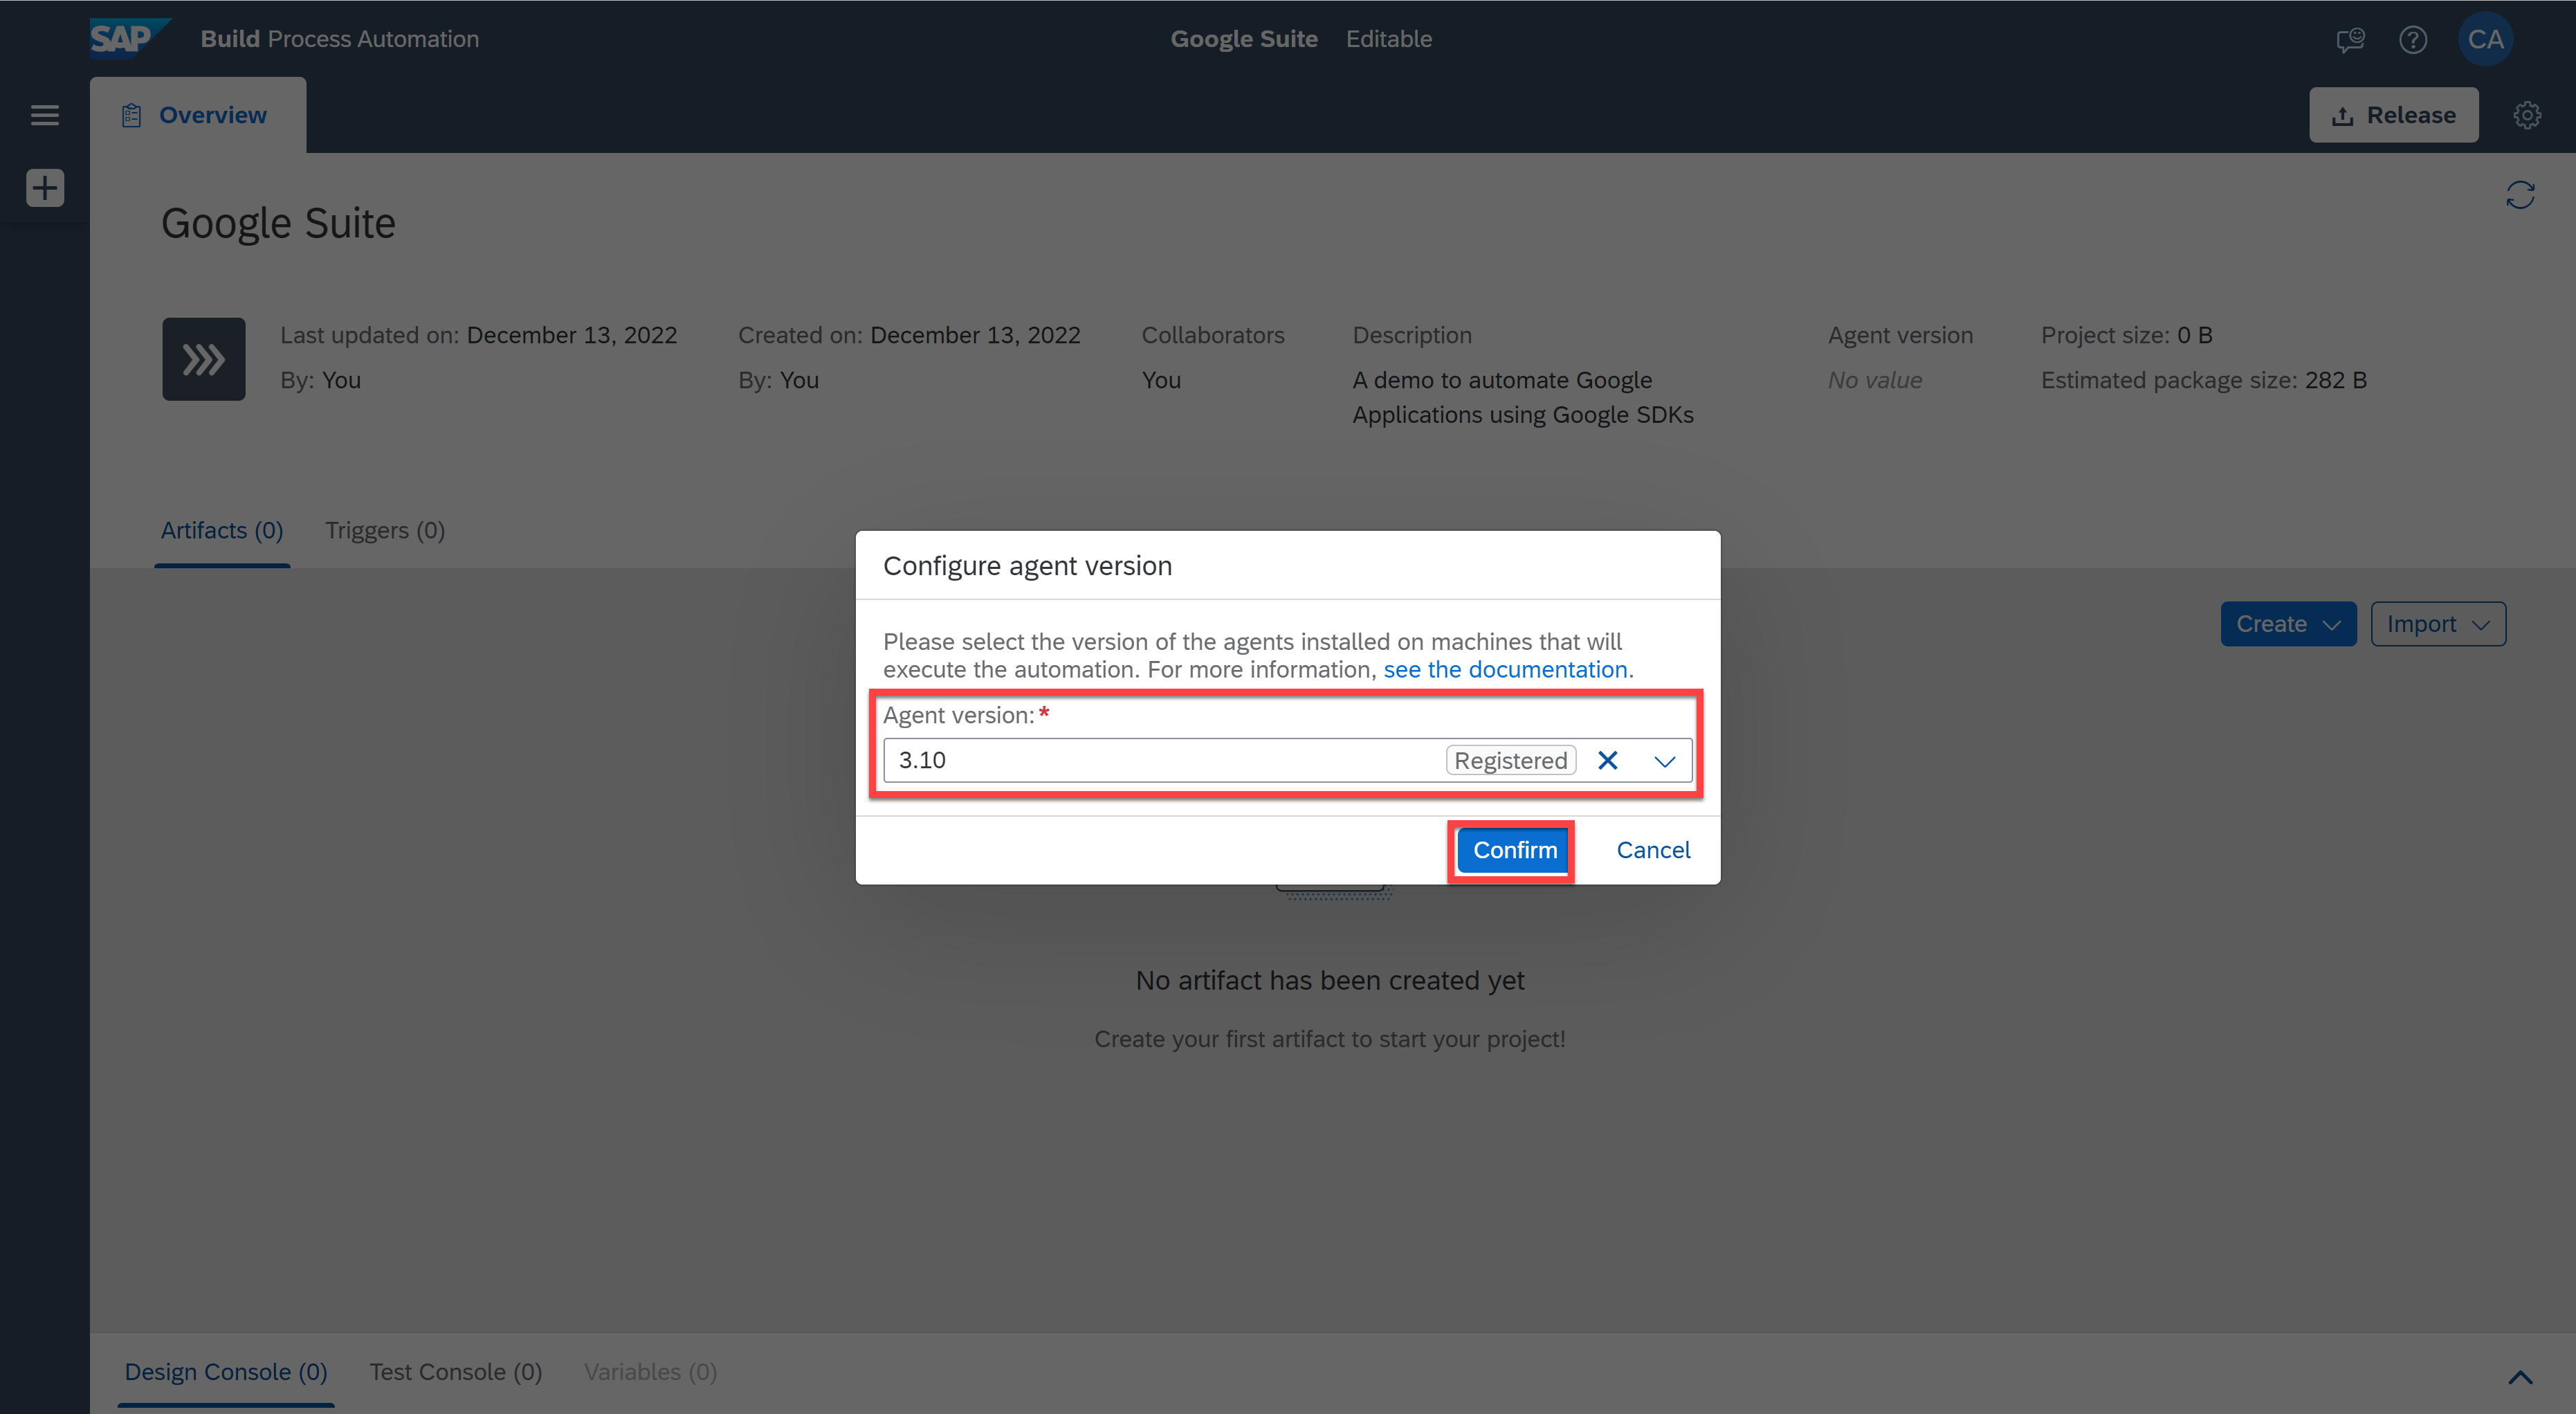 SAP Build Process Automation
Google Suite Editable
CA
Overview
Release
Google Suite
Last updated on: December 13, 2022
By: You
Created on: December 13, 2022
By: You
Collaborators
You
Description
A demo to automate Google
Applications using Google SDKs
Agent version
No value
Project size: 0 B
Estimated package size: 282 B
Artifacts (0) Triggers (0)
Create Import
Configure agent version
Please select the version of the agents installed on machines that will
execute the automation. For more information, see the documentation.
Agent version:*
3.10 Registered
Confirm Cancel
No artifact has been created yet
Create your first artifact to start your project!
Design Console (0) Test Console (0) Variables (0)